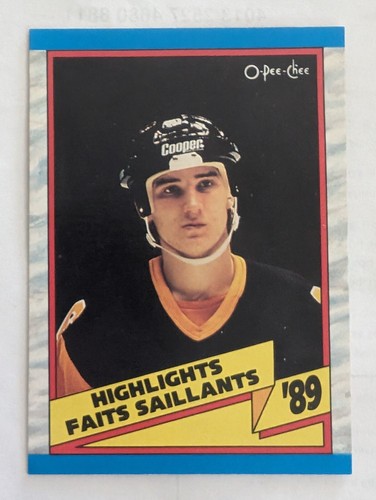 O-Pee-Chee
Cooper
HIGHLIGHTS
FAITS SAILLANTS
'89